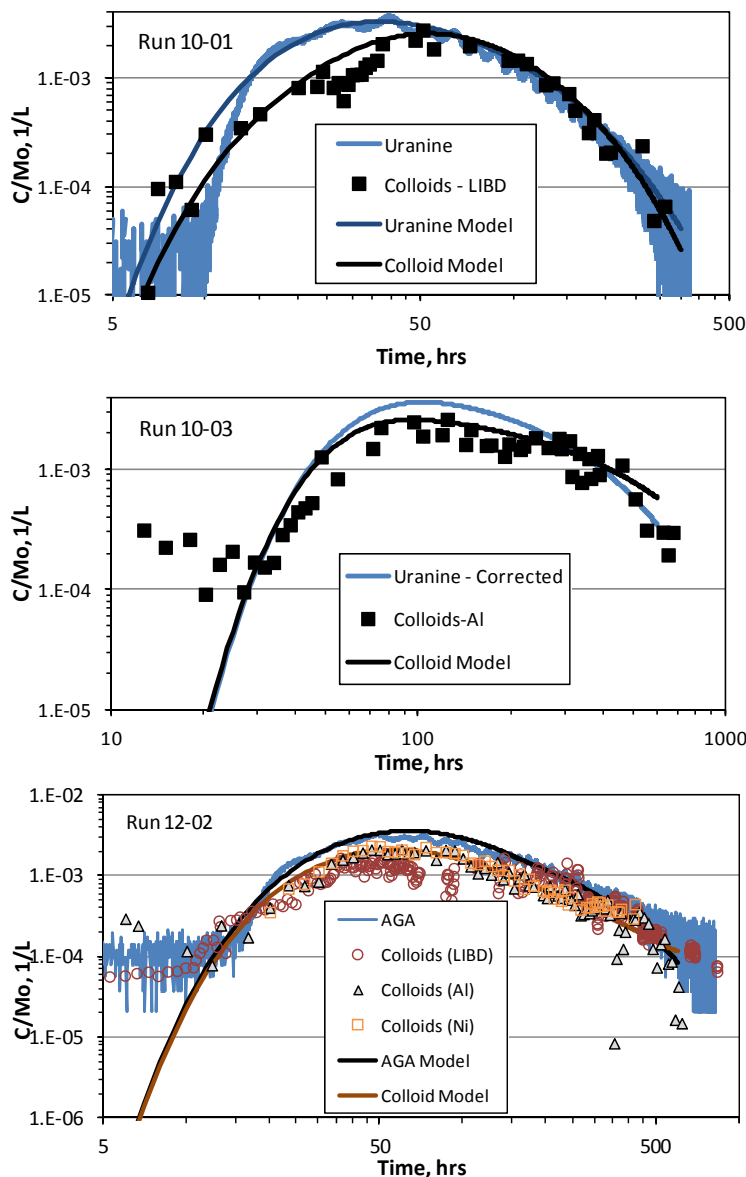 Run 10-01
C/Mo, 1/L
1.E-03
1.E-04
1.E-05
Uranine
Colloids - LIBD
Uranine Model
Colloid Model
5
50
500
Time, hrs
Run 10-03
C/Mo, 1/L
1.E-03
1.E-04
1.E-05
Uranine - Corrected
Colloids-Al
Colloid Model
10
100
1000
Time, hrs
Run 12-02
C/Mo, 1/L
1.E-02
1.E-03
1.E-04
1.E-05
1.E-06
AGA
Colloids (LIBD)
Colloids (Al)
Colloids (Ni)
AGA Model
Colloid Model
5
50
500
Time, hrs